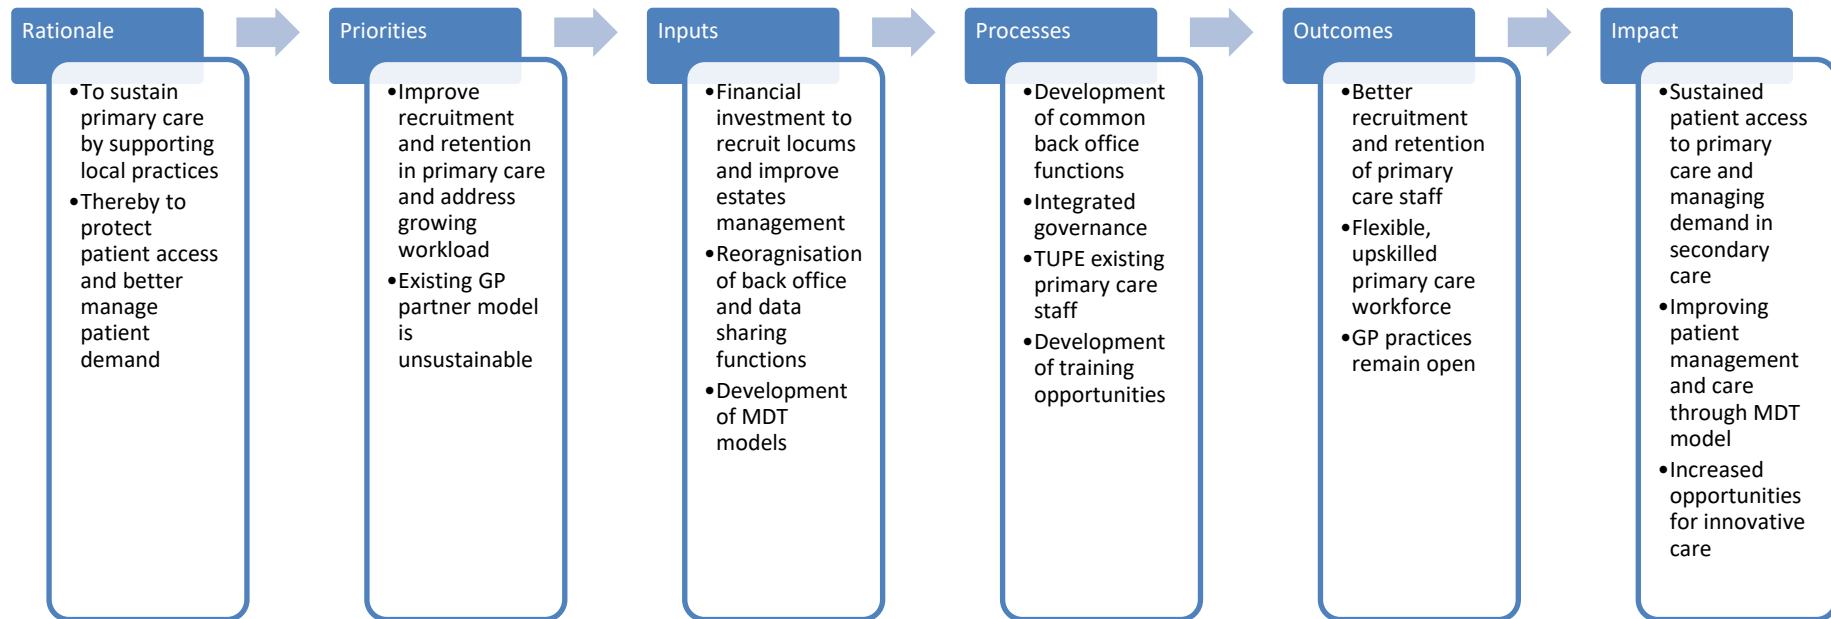 Rationale
•To sustain
primary care
by supporting
local practices
•Thereby to
protect
patient access
and better
manage
patient
demand
Priorities
•Improve
recruitment
and retention
in primary care
and address
growing
workload
•Existing GP
partner model
is
unsustainable
Inputs
•Financial
investment to
recruit locums
and improve
estates
management
•Reoragnisation
of back office
and data
sharing
functions
•Development
of MDT
models
Processes
•Development
of common
back office
functions
•Integrated
governance
•TUPE existing
primary care
staff
•Development
of training
opportunities
Outcomes
•Better
recruitment
and retention
of primary
care staff
•Flexible,
upskilled
primary care
workforce
•GP practices
remain open
Impact
•Sustained
patient access
to primary
care and
managing
demand in
secondary
care
•Improving
patient
management
and care
through MDT
model
•Increased
opportunities
for innovative
care